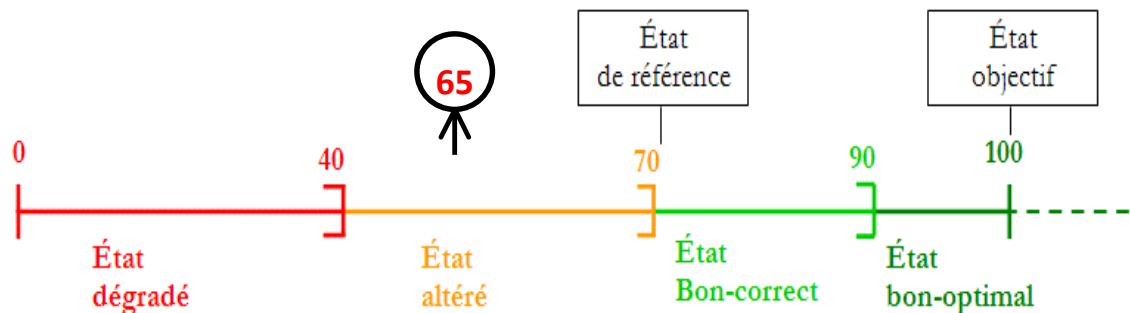 État
de référence
État
objectif
65
0
40
70
90
100
État
dégradé
État
altéré
État
Bon-correct
État
bon-optimal